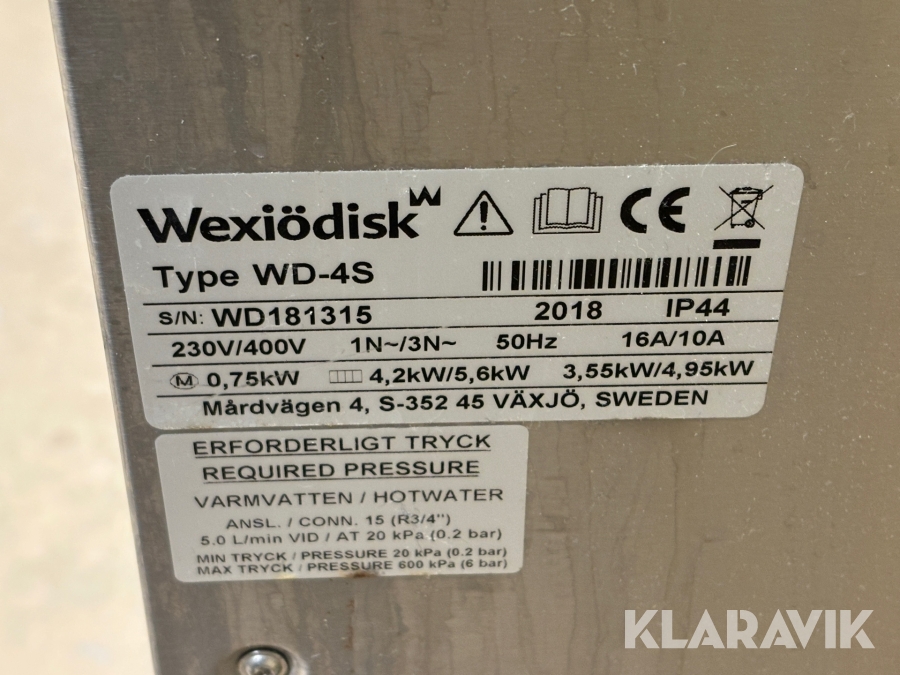 Wexiödisk
Type WD-4S
S/N: WD181315 2018 IP44
230V/400V 1N~/3N~ 50Hz 16A/10A
M 0,75kW 4,2kW/5,6kW 3,55kW/4,95kW
Mårdvägen 4, S-352 45 VÄXJÖ, SWEDEN
ERFORDERLIGT TRYCK
REQUIRED PRESSURE
VARMVATTEN / HOTWATER
ANSL. / CONN. 15 (R3/4")
5.0 L/min VID / AT 20 kPa (0.2 bar)
MIN TRYCK / PRESSURE 20 kPa (0.2 bar)
MAX TRYCK / PRESSURE 600 kPa (6 bar)
KLARAVIK